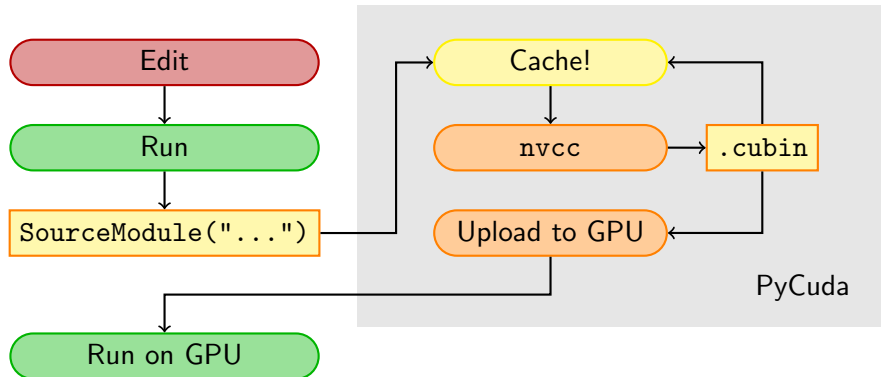 Edit
Run
SourceModule("...")
Cache!
nvcc
.cubin
Upload to GPU
PyCuda
Run on GPU